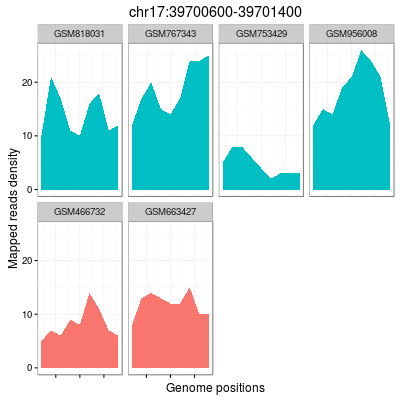 chr17:39700600-39701400
GSM818031 GSM767343 GSM753429 GSM956008
20
10
0
GSM466732 GSM663427
20
10
0
Mapped reads density
Genome positions